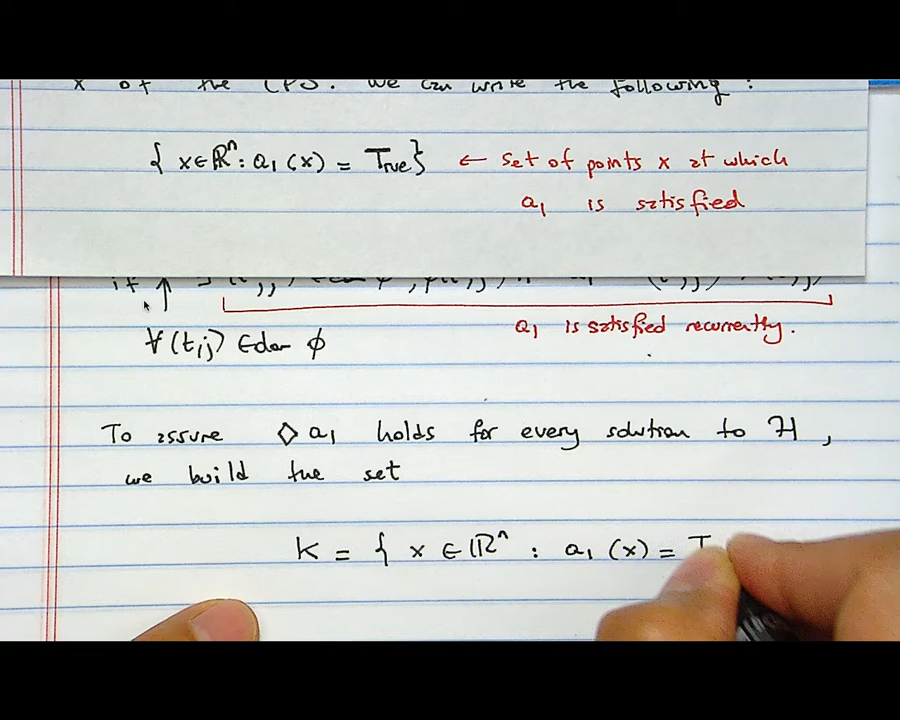 x of the CPS. We can write the following :
{ x ∈ ℝⁿ : a₁ (x) = True } ← set of points x at which
a₁ is satisfied
if
∀ (t,j) ∈ dom ϕ a₁ is satisfied recurrently.
To assure ◇ a₁ holds for every solution to H ,
we build the set
K = { x ∈ ℝⁿ : a₁ (x) = T